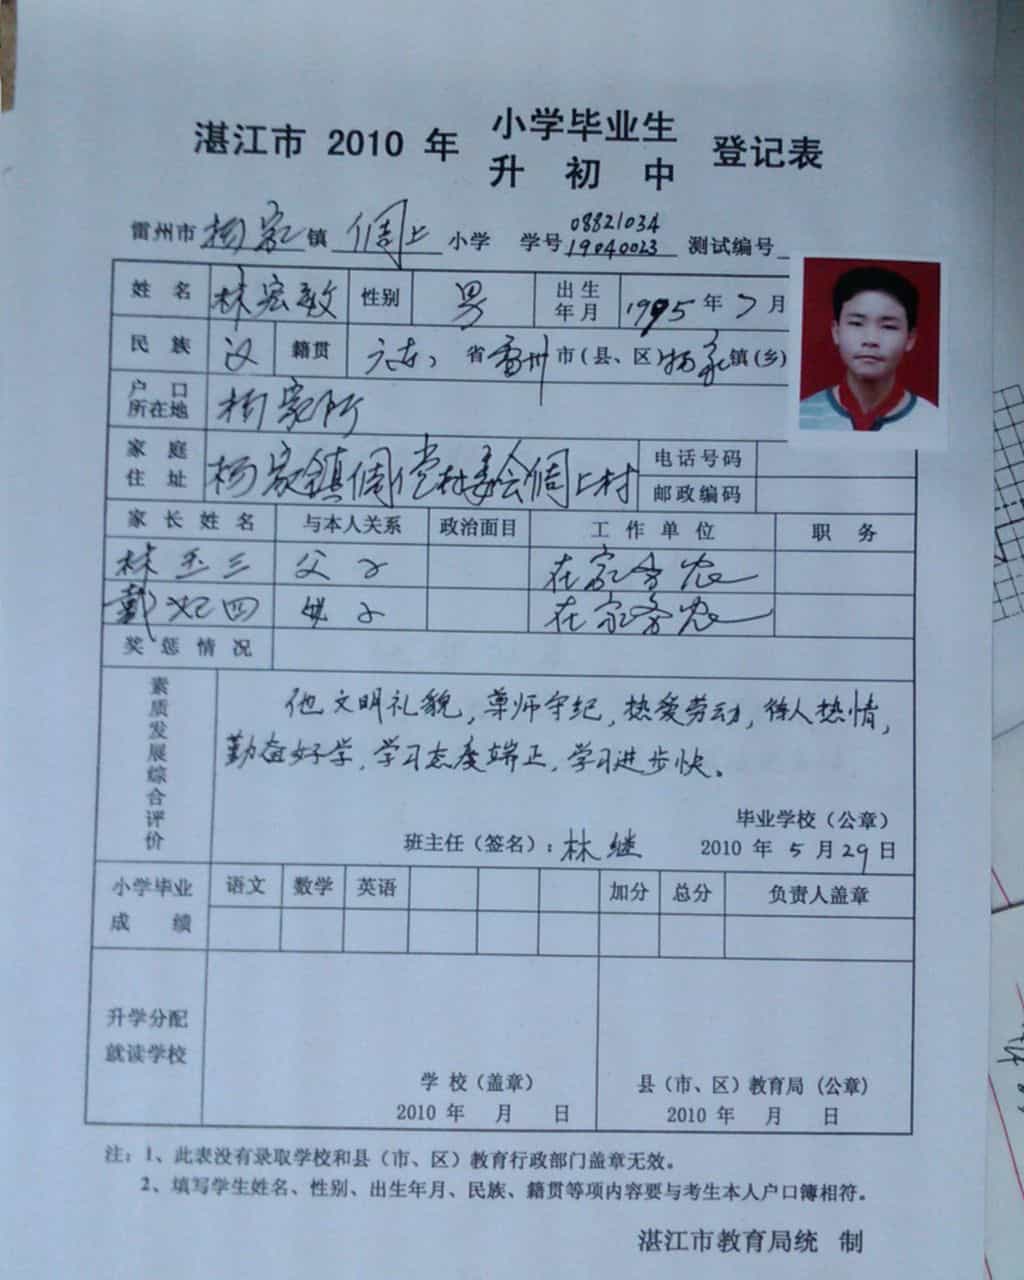 湛江市 2010 年 小学毕业生 升初中 登记表
雷州市 杨家 镇 倜上 小学 学号 08821034 19040023 测试编号
姓名 林宏敏 性别 男 出生年月 1995 年 7 月
民族 汉 籍贯 广东 省 雷州 市(县、区) 杨家 镇(乡)
户口所在地 杨家所
家庭住址 杨家镇 村委会 上村 电话号码
邮政编码
家长姓名 与本人关系 政治面目 工作单位 职务
林玉三 父子 在家务农
戴妃四 母子 在家务农
奖惩情况
素质发展综合评价
他文明礼貌,尊师守纪,热爱劳动,待人热情,
勤奋好学,学习态度端正,学习进步快。
毕业学校(公章)
班主任(签名):林继 2010 年 5 月 29 日
小学毕业成绩 语文 数学 英语 加分 总分 负责人盖章
升学分配
就读学校
学校(盖章) 县(市、区)教育局(公章)
2010 年 月 日 2010 年 月 日
注:1、此表没有录取学校和县(市、区)教育行政部门盖章无效。
2、填写学生姓名、性别、出生年月、民族、籍贯等项内容要与考生本人户口簿相符。
湛江市教育局统 制